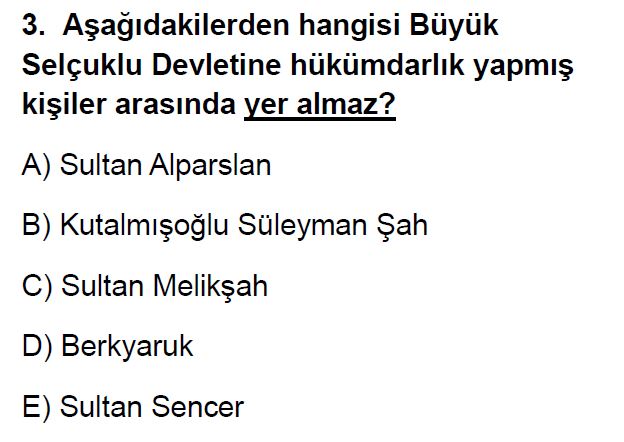 3. Aşağıdakilerden hangisi Büyük
Selçuklu Devletine hükümdarlık yapmış
kişiler arasında yer almaz?
A) Sultan Alparslan
B) Kutalmışoğlu Süleyman Şah
C) Sultan Melikşah
D) Berkyaruk
E) Sultan Sencer